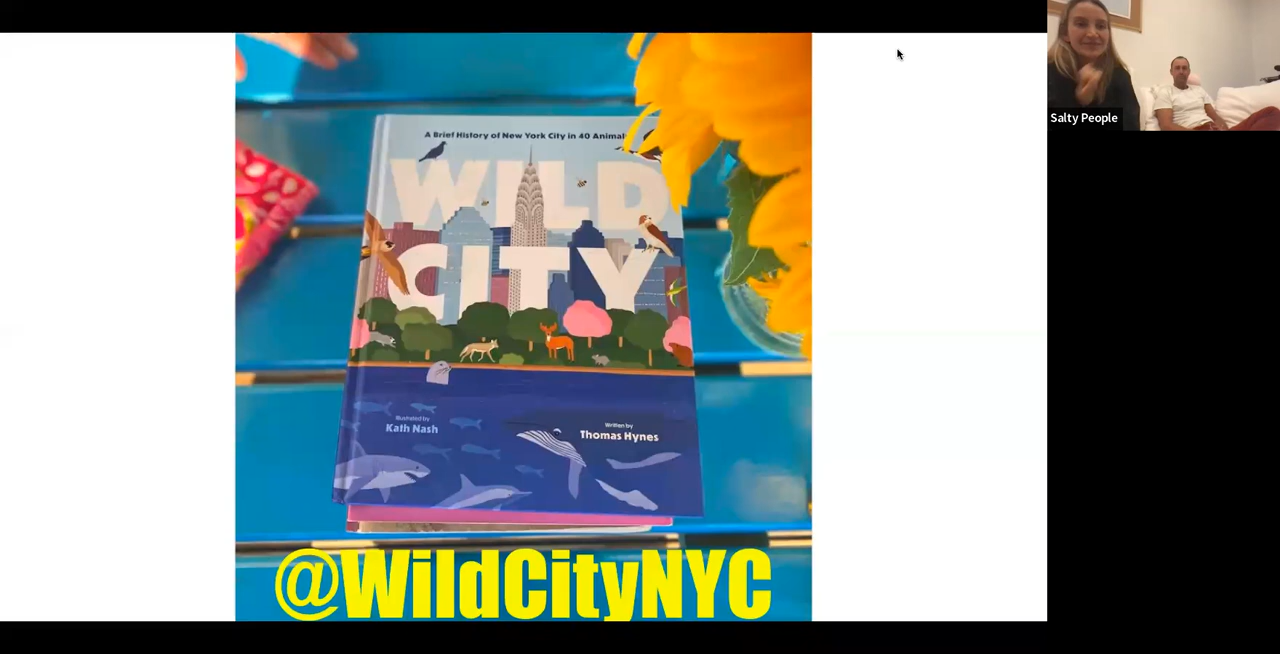 A Brief History of New York City in 40 Animals
WILD
CITY
Illustrated by
Kath Nash
Written by
Thomas Hynes
@WildCityNYC
Salty People